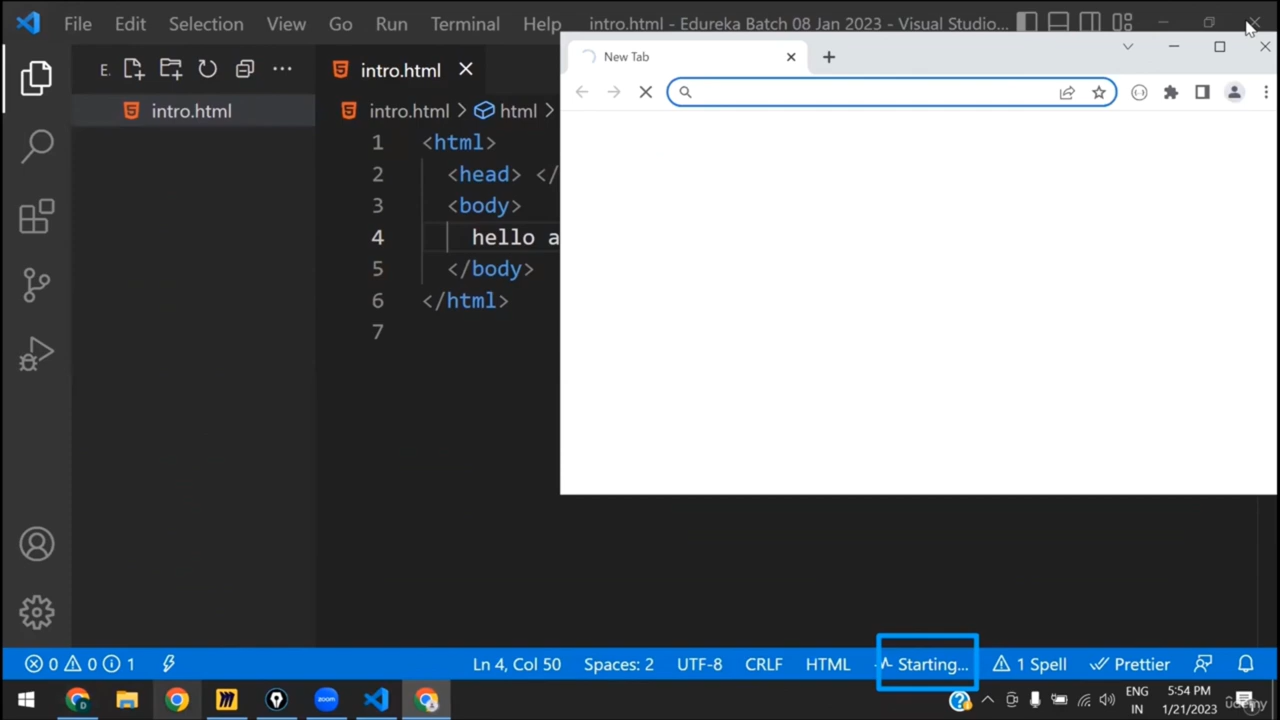 File Edit Selection View Go Run Terminal Help intro.html - Edureka Batch 08 Jan 2023 - Visual Studio...
E.
intro.html
New Tab
intro.html
intro.html > html >
1 <html>
2 <head> </
3 <body>
4 hello a
5 </body>
6 </html>
7
0 0 1 Ln 4, Col 50 Spaces: 2 UTF-8 CRLF HTML Starting... 1 Spell Prettier
zoom
ENG
IN
5:54 PM
1/21/2023
udemy